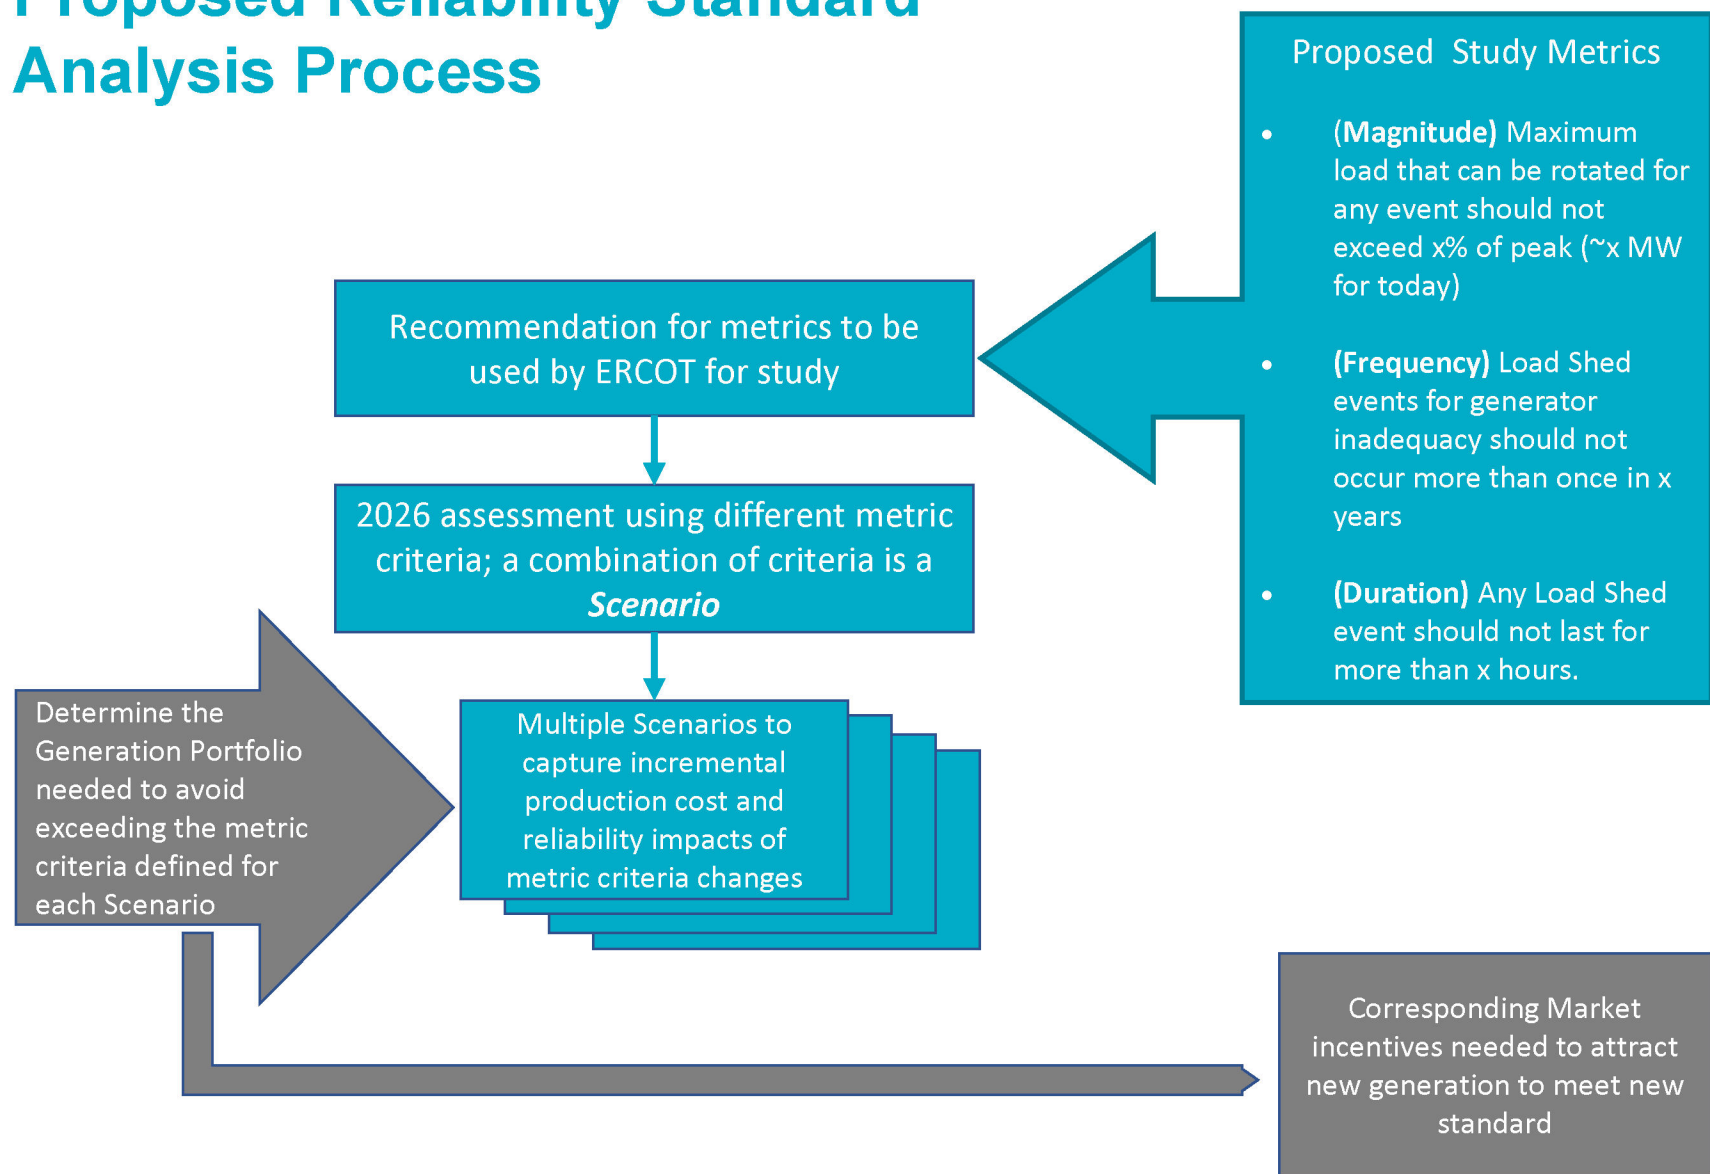 Proposed Reliability Standard
Analysis Process
Proposed  Study Metrics
• (Magnitude) Maximum
load that can be rotated for
any event should not
exceed x% of peak (~x MW
for today)
• (Frequency) Load Shed
events for generator
inadequacy should not
occur more than once in x
years
• (Duration) Any Load Shed
event should not last for
more than x hours.
Recommendation for metrics to be
used by ERCOT for study
2026 assessment using different metric
criteria; a combination of criteria is a
Scenario
Multiple Scenarios to
capture incremental
production cost and
reliability impacts of
metric criteria changes
Determine the
Generation Portfolio
needed to avoid
exceeding the metric
criteria defined for
each Scenario
Corresponding Market
incentives needed to attract
new generation to meet new
standard